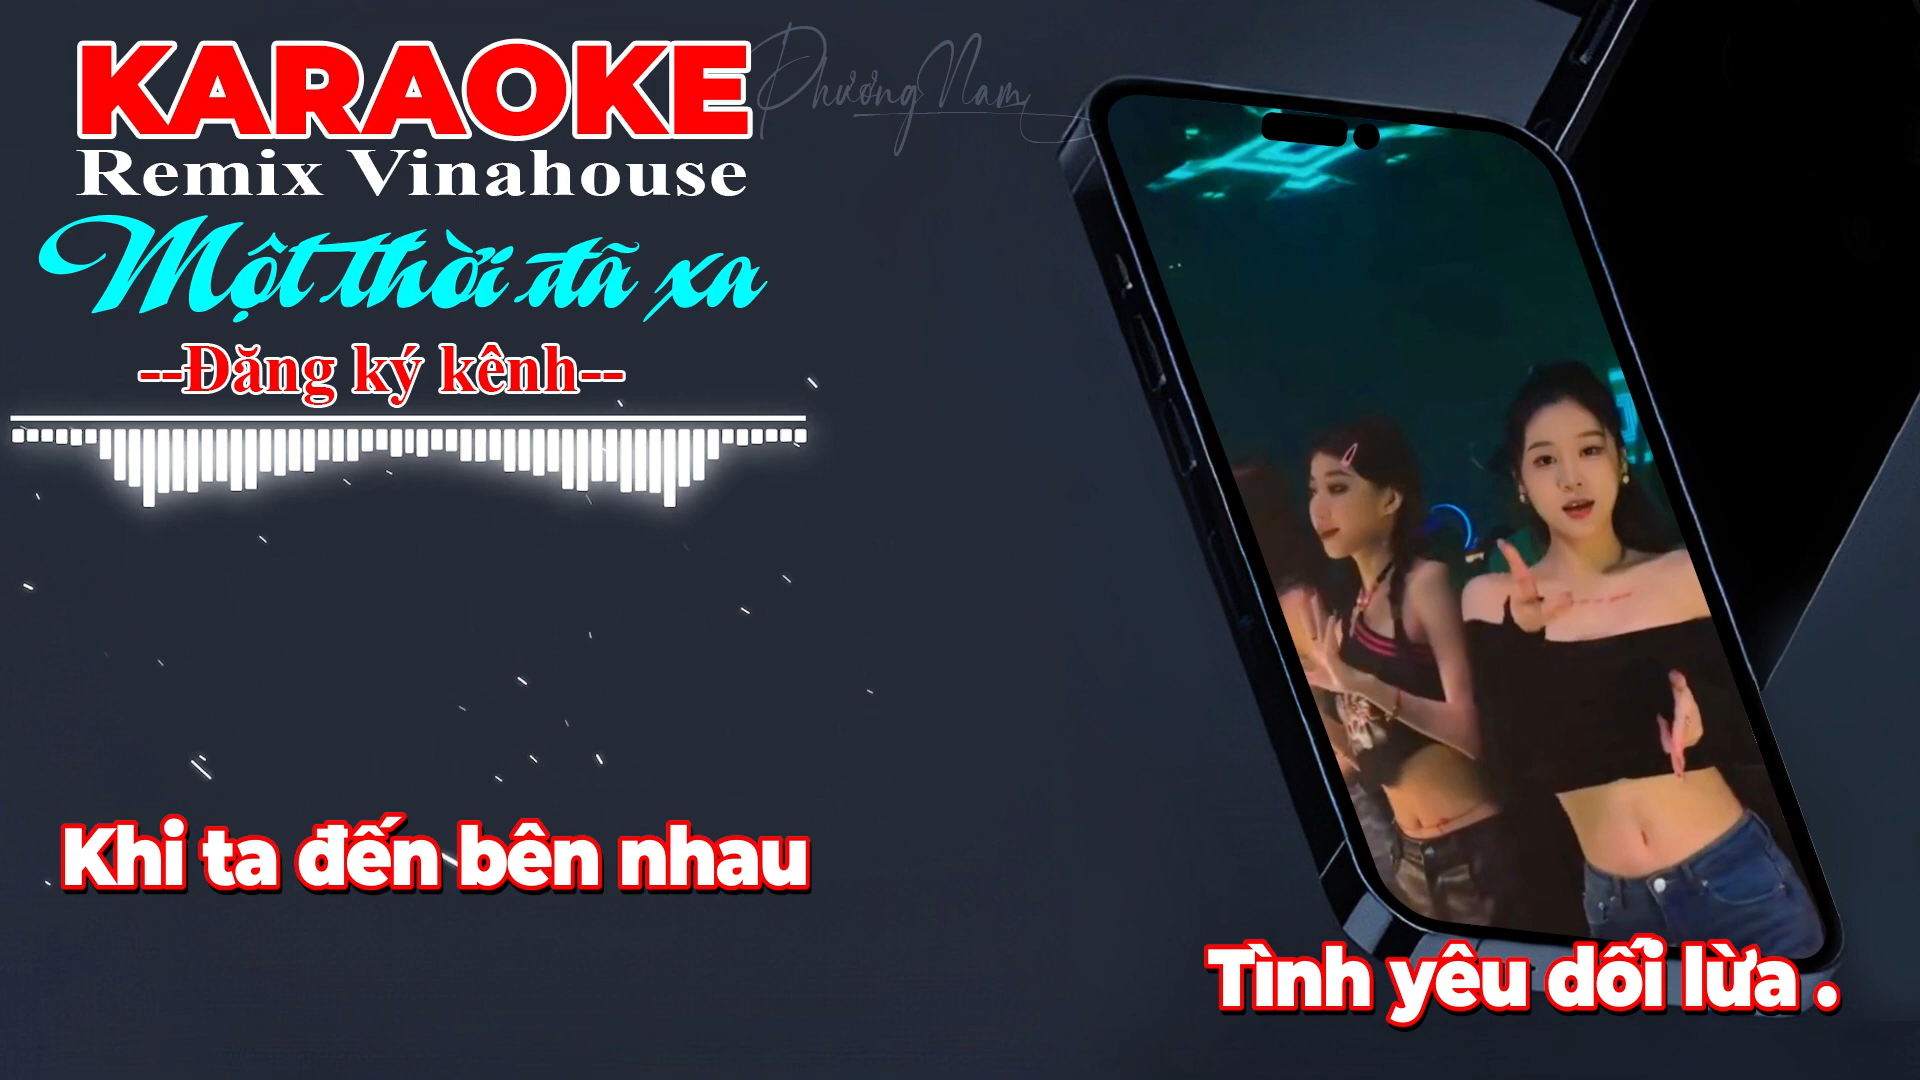 KARAOKE
Phương Nam
Remix Vinahouse
Một thời đã xa
--Đăng ký kênh--
Khi ta đến bên nhau
Tình yêu dối lừa .